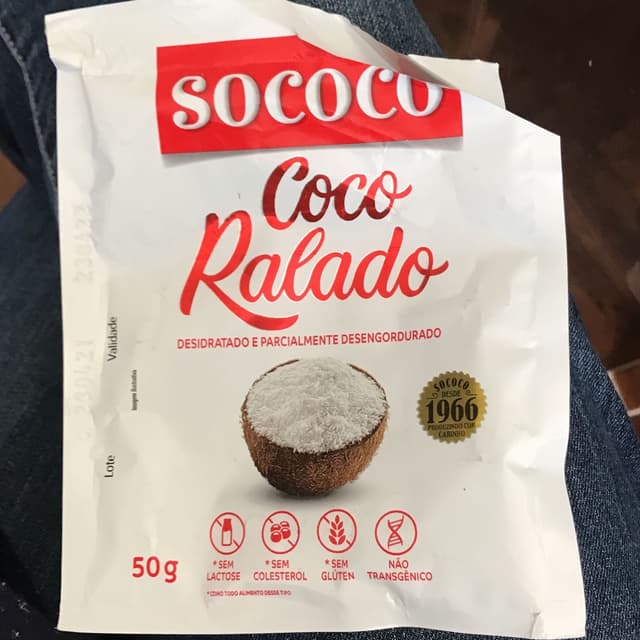 SOCOCO
Coco
Ralado
DESIDRATADO E PARCIALMENTE DESENGORDURADO
SOCOCO
DESDE
1966
PRODUZINDO COM
CARINHO
Validade
Imagem Ilustrativa
Lote
230421
50g
*SEM
LACTOSE
*SEM
COLESTEROL
*SEM
GLÚTEN
NÃO
TRANSGÊNICO
*COMO TODO ALIMENTO DESSE TIPO